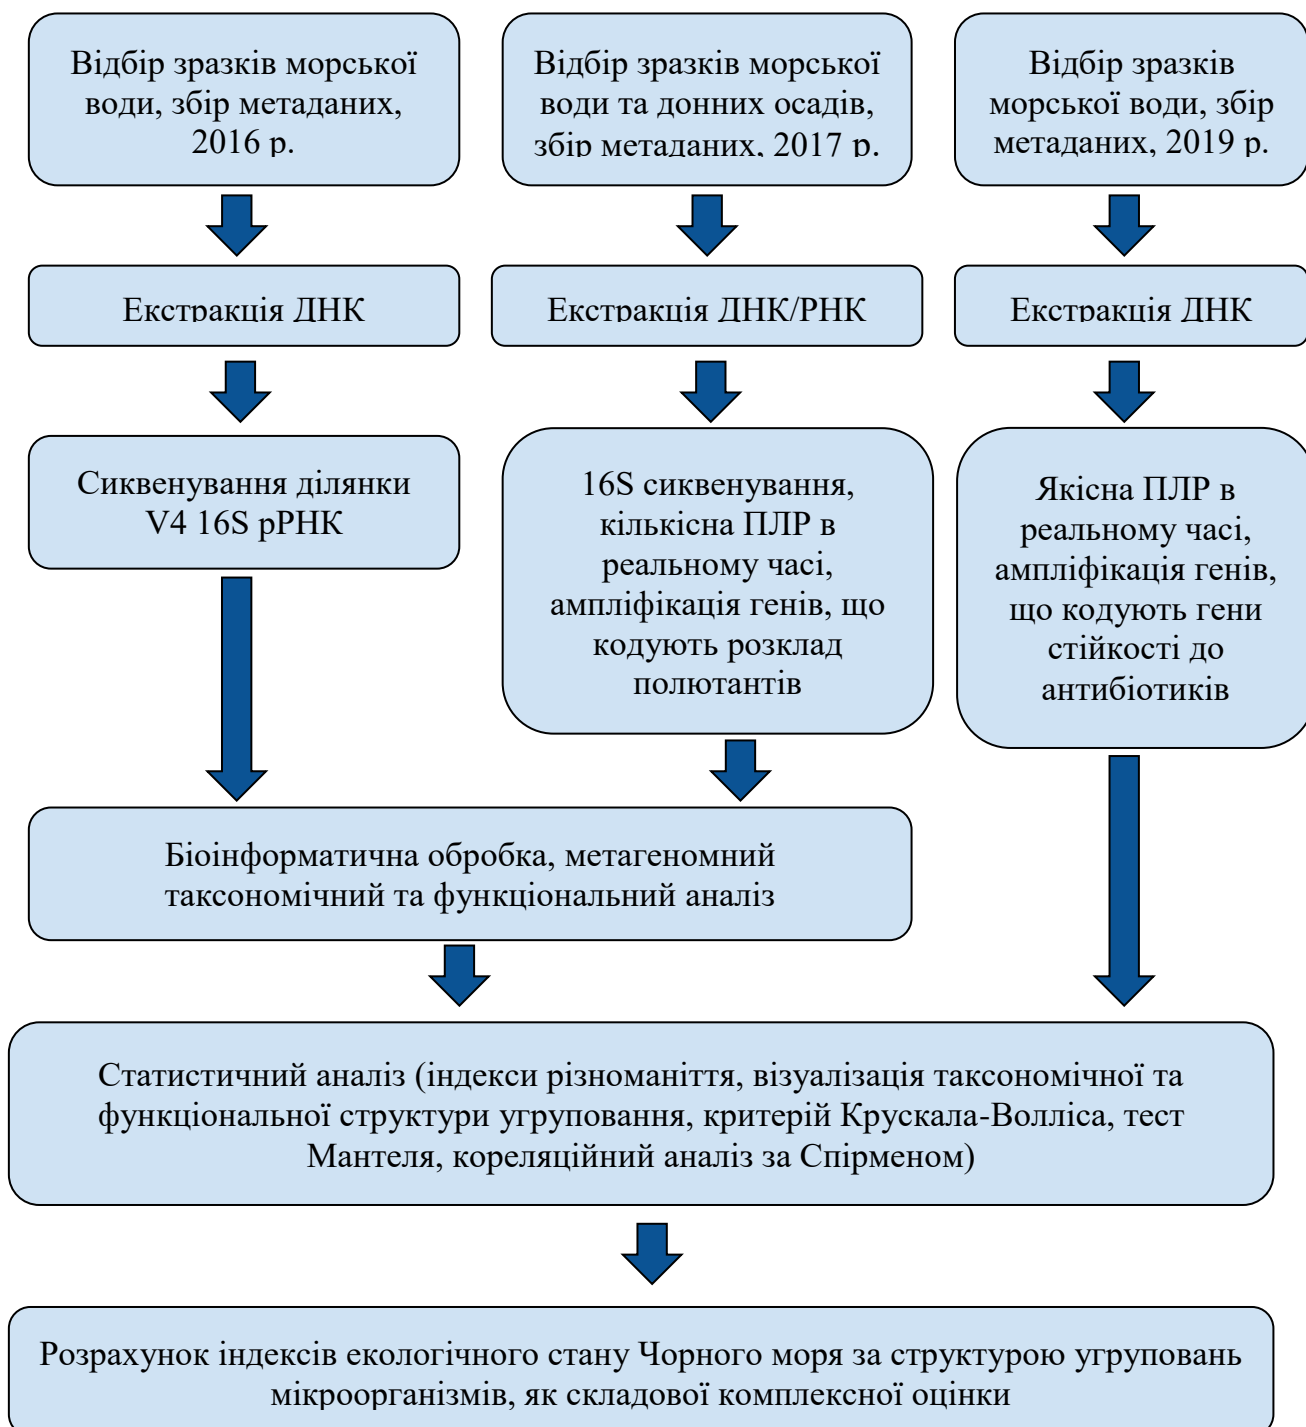 Відбір зразків морської
води, збір метаданих,
2016 р.
Відбір зразків морської
води та донних осадів,
збір метаданих, 2017 р.
Відбір зразків
морської води, збір
метаданих, 2019 р.
Екстракція ДНК
Екстракція ДНК/РНК
Екстракція ДНК
Сиквенування ділянки
V4 16S рРНК
16S сиквенування,
кількісна ПЛР в
реальному часі,
ампліфікація генів, що
кодують розклад
полютантів
Якісна ПЛР в
реальному часі,
ампліфікація генів,
що кодують гени
стійкості до
антибіотиків
Біоінформатична обробка, метагеномний
таксономічний та функціональний аналіз
Статистичний аналіз (індекси різноманіття, візуалізація таксономічної та
функціональної структури угруповання, критерій Крускала-Волліса, тест
Мантеля, кореляційний аналіз за Спірменом)
Розрахунок індексів екологічного стану Чорного моря за структурою угруповань
мікроорганізмів, як складової комплексної оцінки